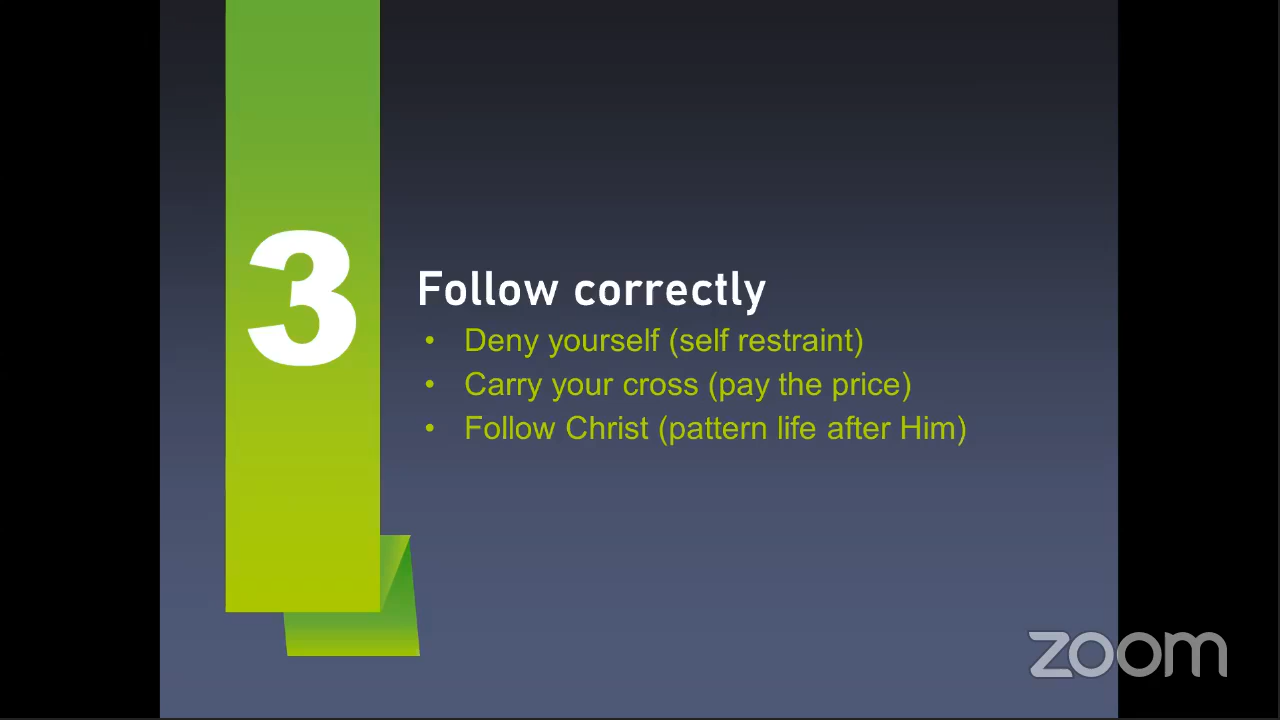 3
Follow correctly
• Deny yourself (self restraint)
• Carry your cross (pay the price)
• Follow Christ (pattern life after Him)
zoom